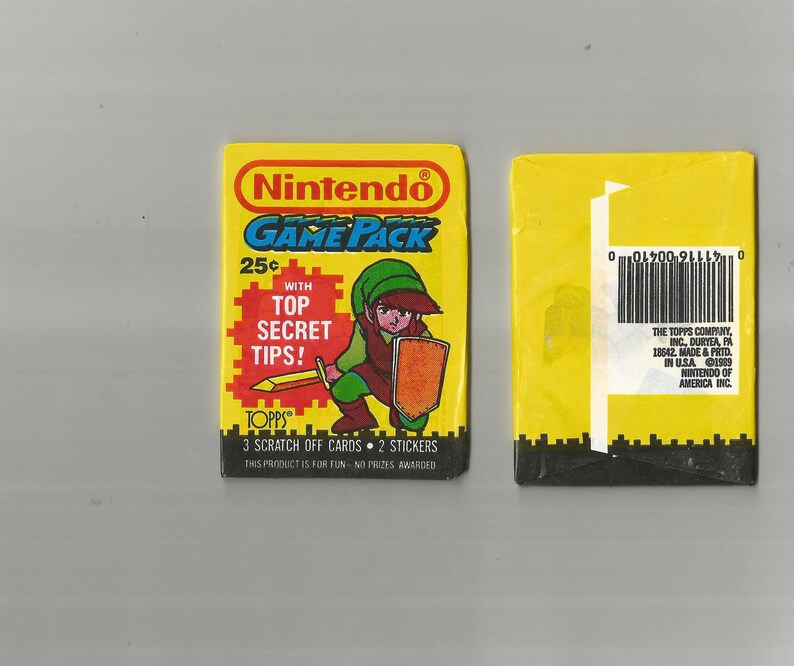 Nintendo®
GAME PACK
25¢
WITH
TOP
SECRET
TIPS!
TOPPS®
3 SCRATCH OFF CARDS • 2 STICKERS
THIS PRODUCT IS FOR FUN—NO PRIZES AWARDED
0 41116 00410 0
THE TOPPS COMPANY,
INC., DURYEA, PA
18642. MADE & PRTD.
IN U.S.A. ©1989
NINTENDO OF
AMERICA INC.